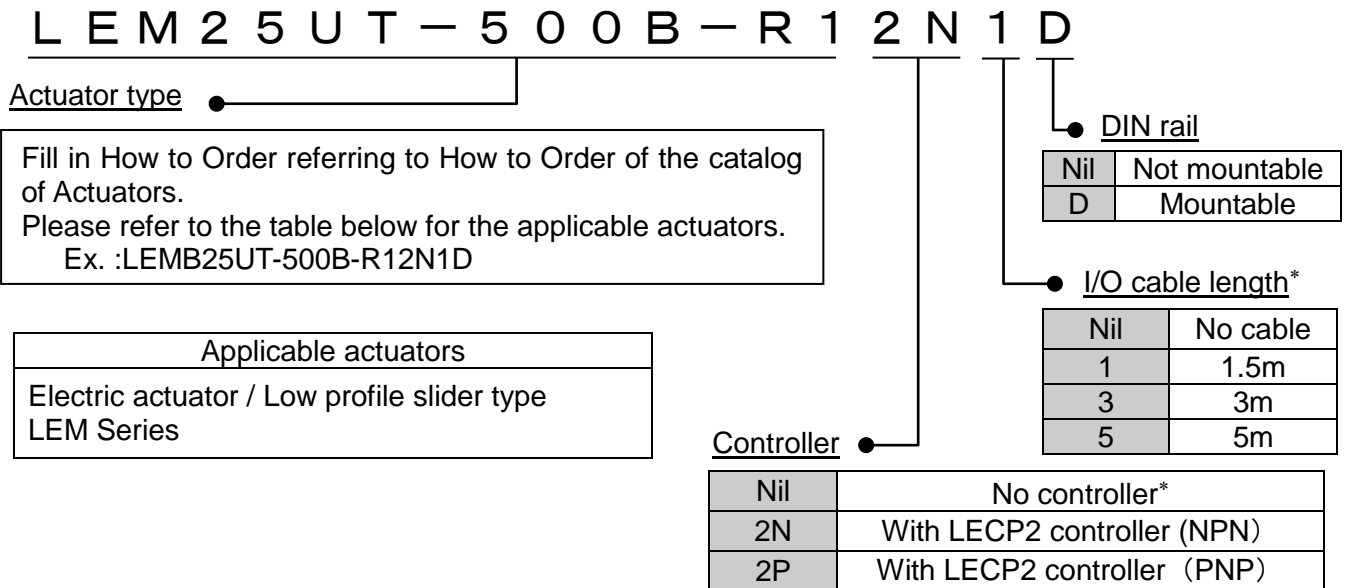 LEM25UT－500B－R12N1D
Actuator type
Fill in How to Order referring to How to Order of the catalog
of Actuators.
Please refer to the table below for the applicable actuators.
Ex. :LEMB25UT-500B-R12N1D
DIN rail
Nil Not mountable
D Mountable
I/O cable length*
Nil No cable
1 1.5m
3 3m
5 5m
Applicable actuators
Electric actuator / Low profile slider type
LEM Series
Controller
Nil No controller*
2N With LECP2 controller (NPN）
2P With LECP2 controller（PNP）